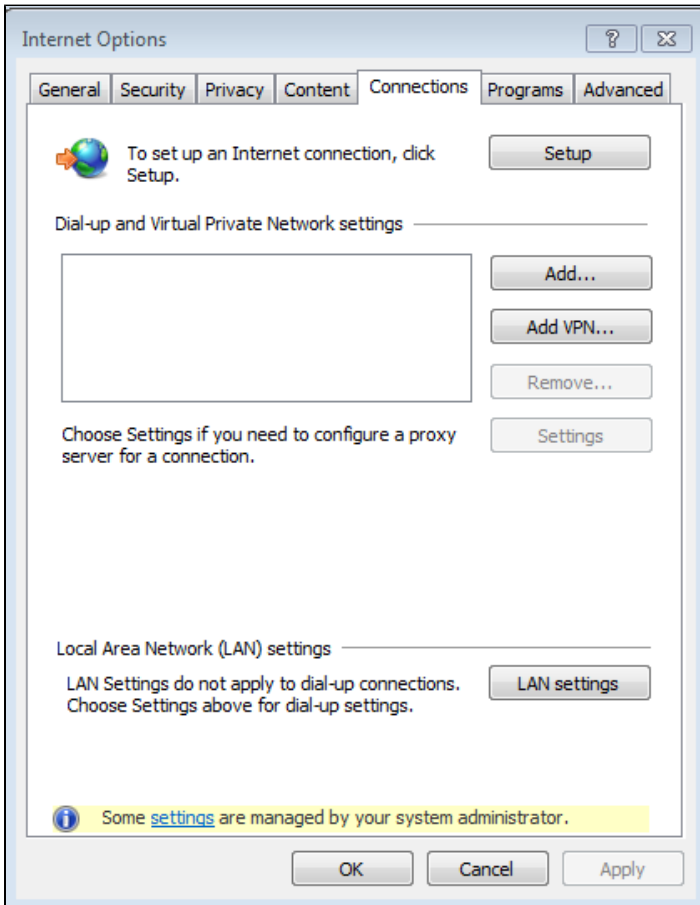 Internet Options
General Security Privacy Content Connections Programs Advanced
To set up an Internet connection, click
Setup.
Setup
Dial-up and Virtual Private Network settings
Add...
Add VPN...
Remove...
Choose Settings if you need to configure a proxy
server for a connection.
Settings
Local Area Network (LAN) settings
LAN Settings do not apply to dial-up connections.
Choose Settings above for dial-up settings.
LAN settings
Some settings are managed by your system administrator.
OK Cancel Apply